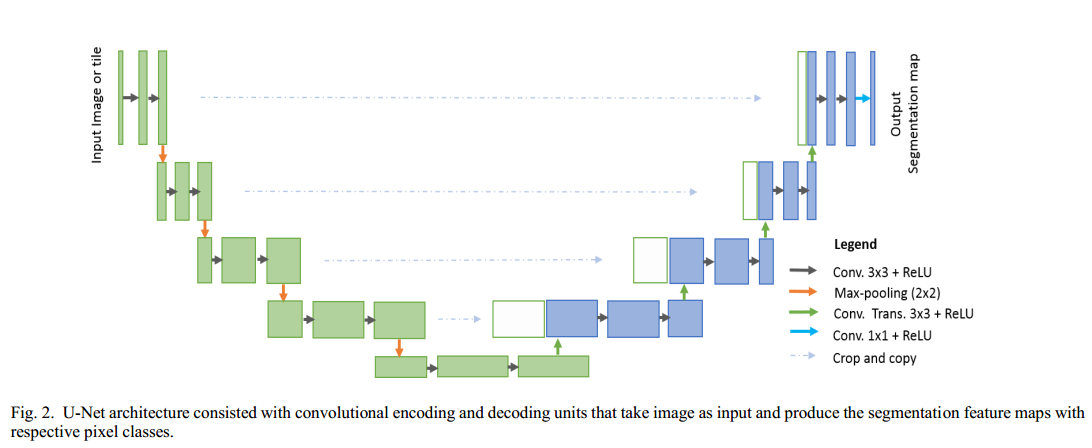 Input Image or tile
Output
Segmentation map
Legend
Conv. 3x3 + ReLU
Max-pooling (2x2)
Conv. Trans. 3x3 + ReLU
Conv. 1x1 + ReLU
Crop and copy
Fig. 2. U-Net architecture consisted with convolutional encoding and decoding units that take image as input and produce the segmentation feature maps with
respective pixel classes.